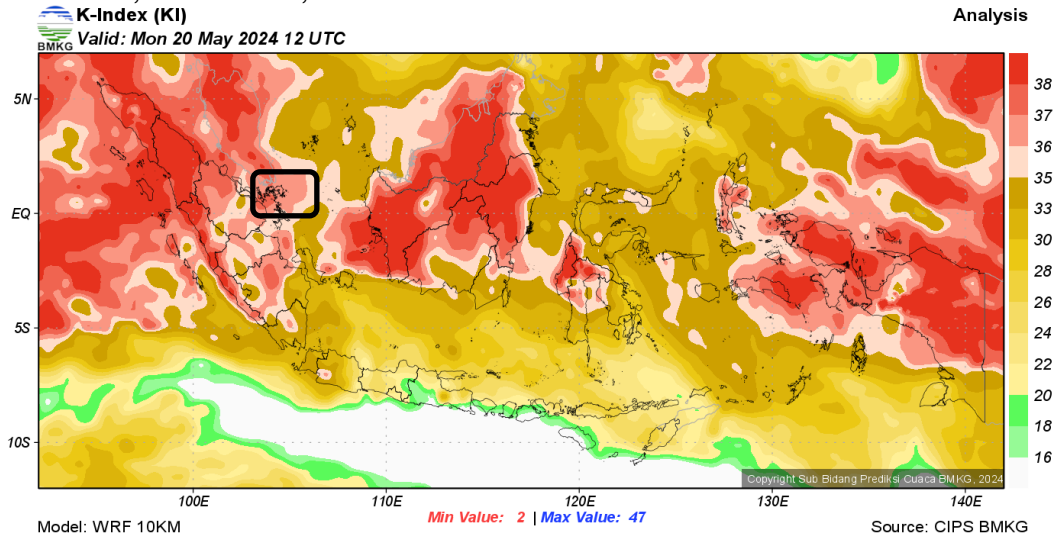 K-Index (KI)
Analysis
BMKG
Valid: Mon 20 May 2024 12 UTC
5N
EQ
5S
10S
100E
110E
120E
130E
140E
38
37
36
35
30
28
26
24
22
20
18
16
Copyright Sub Bidang Prediksi Cuaca BMKG, 2024
Min Value: 2 | Max Value: 47
Model: WRF 10KM
Source: CIPS BMKG